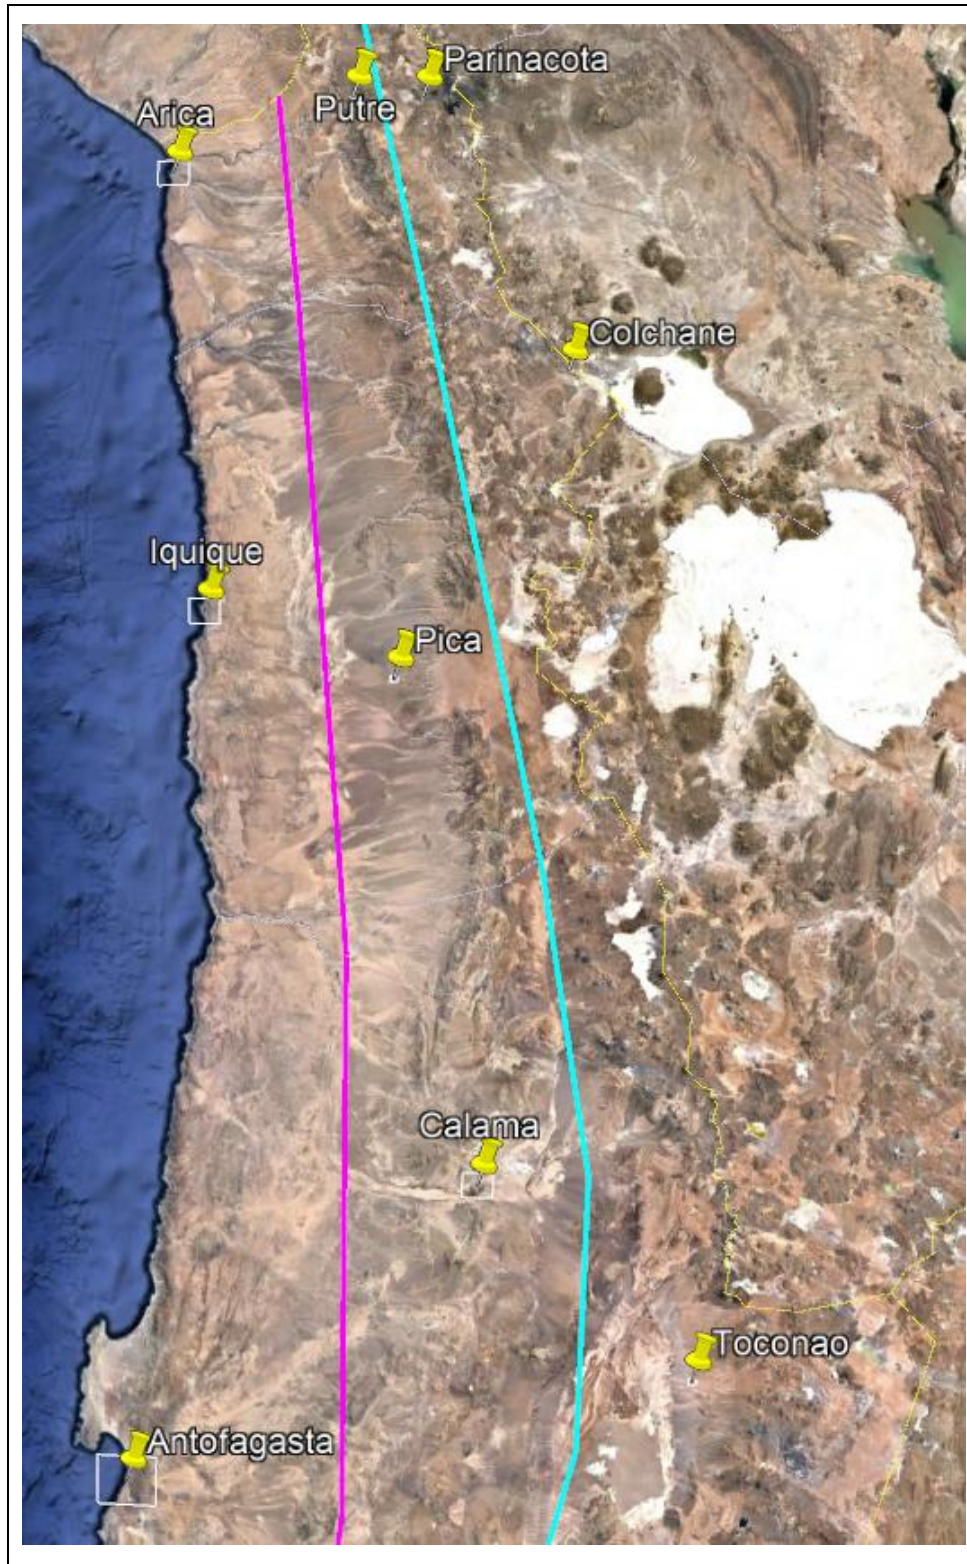 Parinacota
Arica
Putre
Colchane
Iquique
Pica
Calama
Toconao
Antofagasta